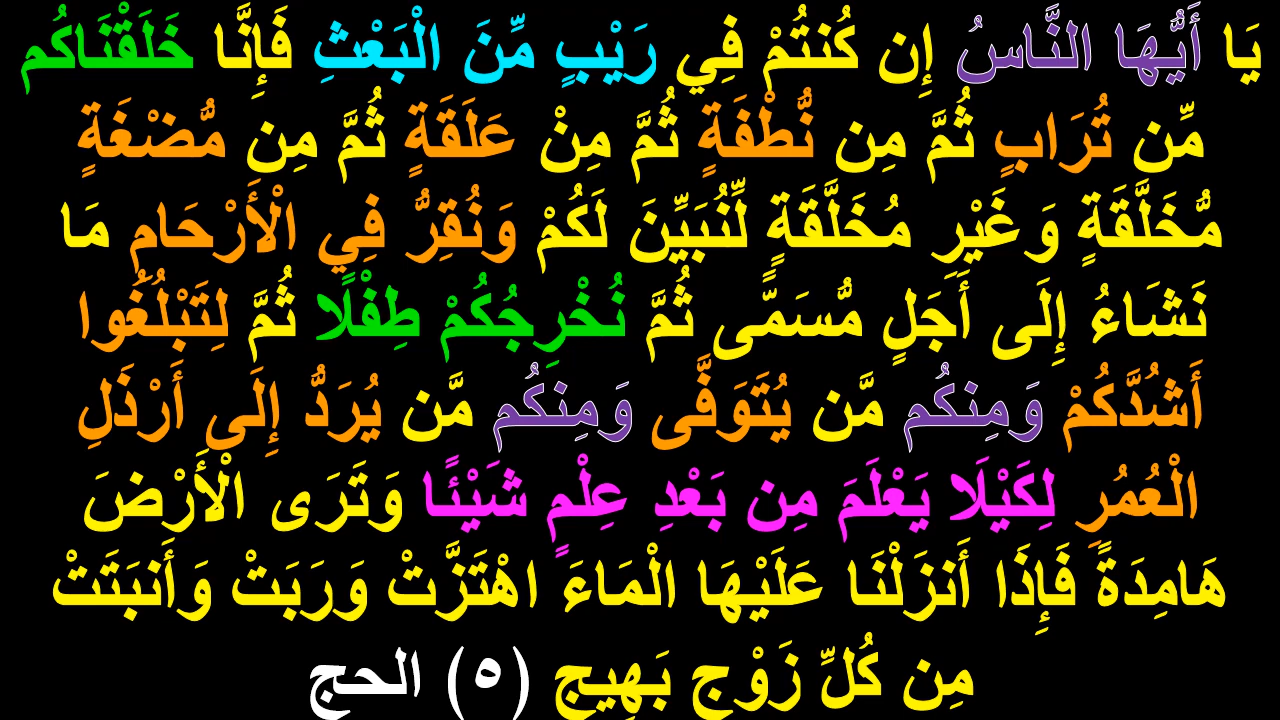 يَا أَيُّهَا النَّاسُ إِن كُنتُمْ فِي رَيْبٍ مِّنَ الْبَعْثِ فَإِنَّا خَلَقْنَاكُم
مِّن تُرَابٍ ثُمَّ مِن نُّطْفَةٍ ثُمَّ مِنْ عَلَقَةٍ ثُمَّ مِن مُّضْغَةٍ
مُّخَلَّقَةٍ وَغَيْرِ مُخَلَّقَةٍ لِّنُبَيِّنَ لَكُمْ وَنُقِرُّ فِي الْأَرْحَامِ مَا
نَشَاءُ إِلَى أَجَلٍ مُّسَمًّى ثُمَّ نُخْرِجُكُمْ طِفْلًا ثُمَّ لِتَبْلُغُوا
أَشُدَّكُمْ وَمِنكُم مَّن يُتَوَفَّى وَمِنكُم مَّن يُرَدُّ إِلَى أَرْذَلِ
الْعُمُرِ لِكَيْلَا يَعْلَمَ مِن بَعْدِ عِلْمٍ شَيْئًا وَتَرَى الْأَرْضَ
هَامِدَةً فَإِذَا أَنزَلْنَا عَلَيْهَا الْمَاءَ اهْتَزَّتْ وَرَبَتْ وَأَنبَتَتْ
مِن كُلِّ زَوْجٍ بَهِيجٍ (٥) الحج